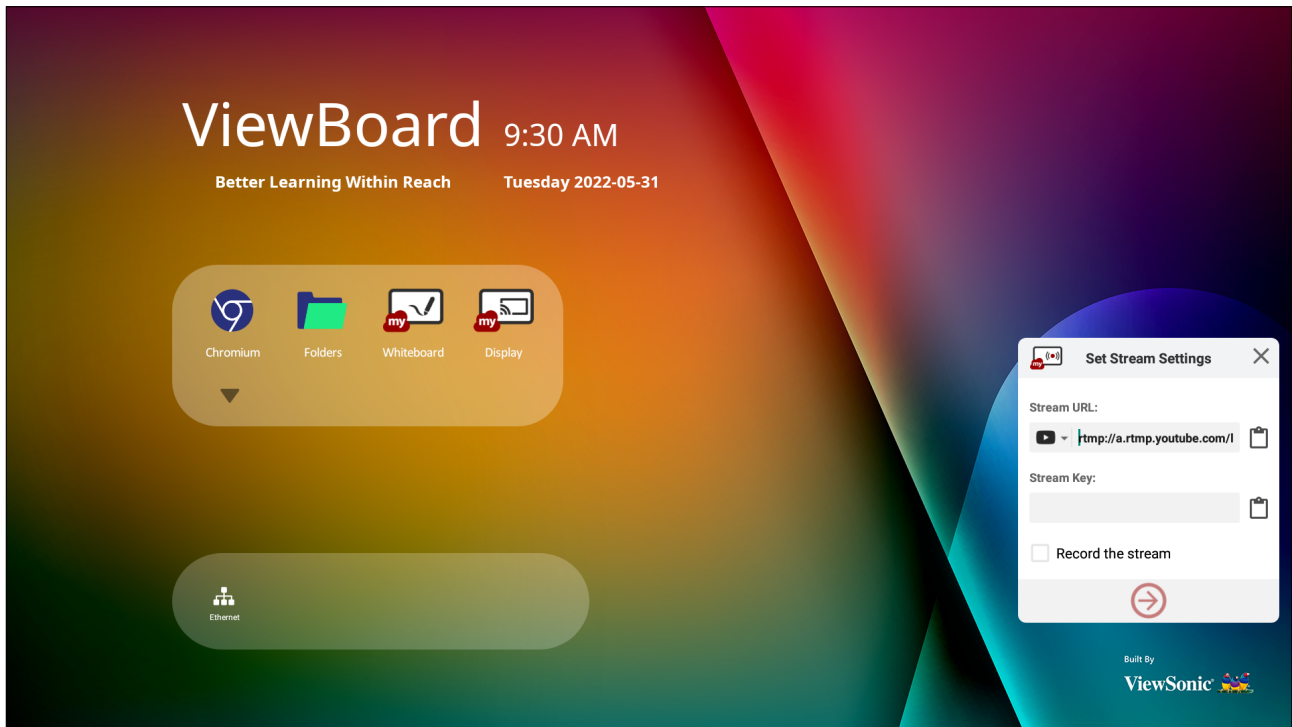 ViewBoard 9:30 AM
Better Learning Within Reach Tuesday 2022-05-31
Chromium Folders my Whiteboard my Display
Ethernet
my Set Stream Settings
Stream URL:
rtmp://a.rtmp.youtube.com/l
Stream Key:
Record the stream
Built By
ViewSonic